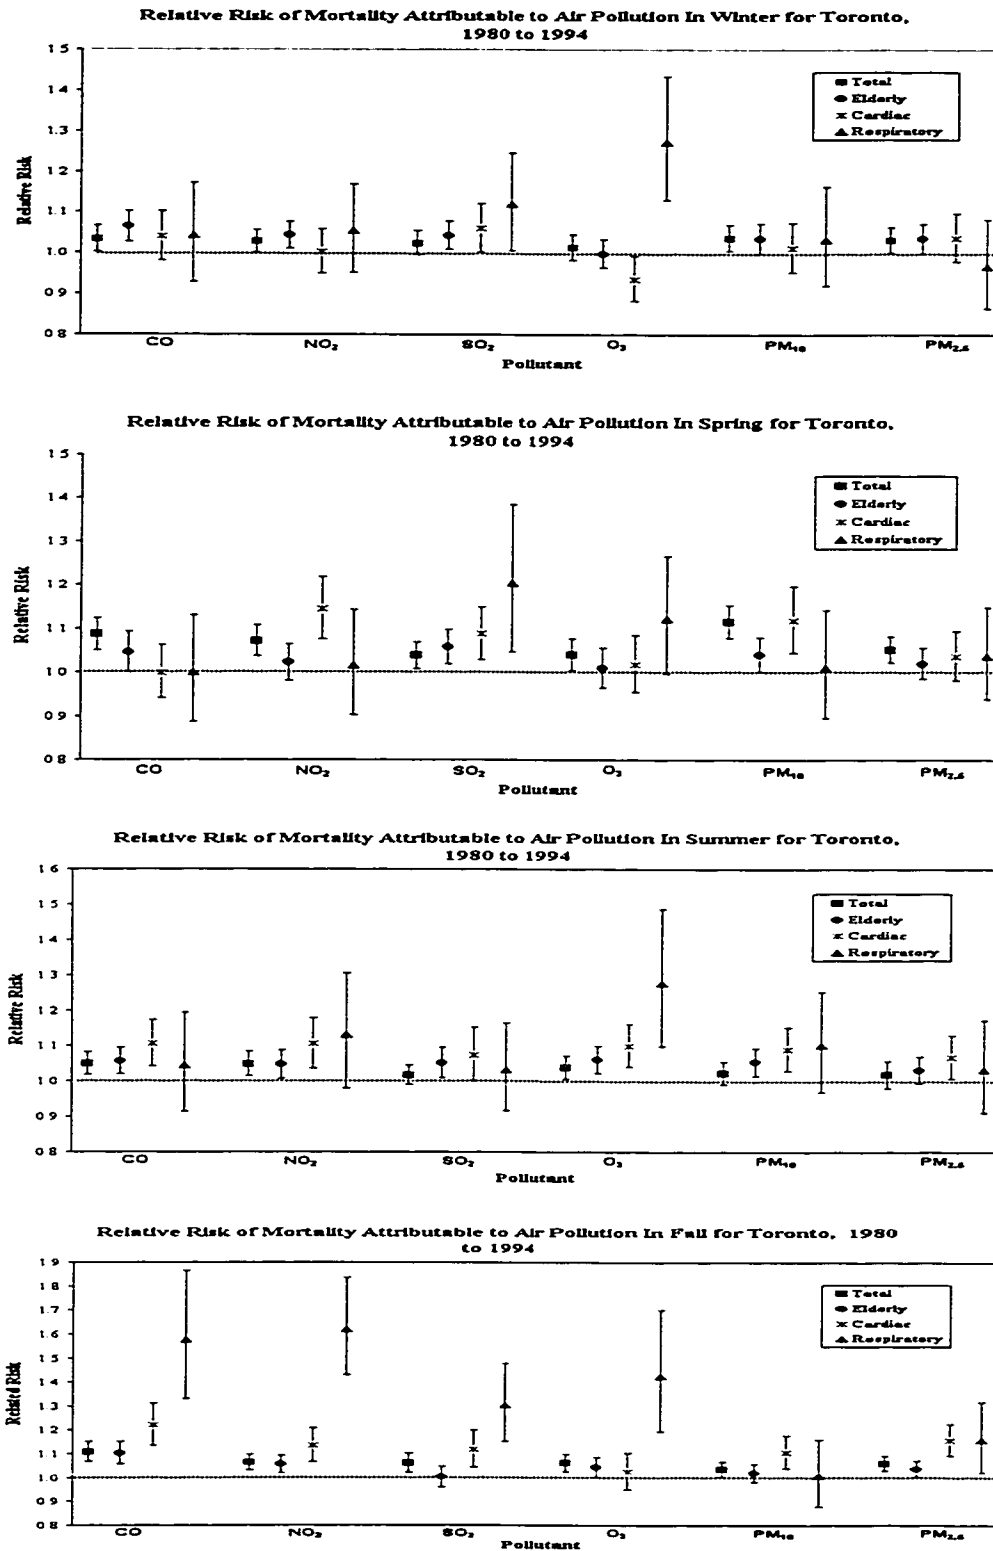 Relative Risk of Mortality Attributable to Air Pollution In Winter for Toronto,
1980 to 1994
1 5
1 4
1 3
1 2
1 1
1 0
0 9
0 8
Relative Risk
Total
Elderly
Cardiac
Respiratory
CO NO₂ SO₂ O₃ PM₁₀ PM₂.₅
Pollutant
Relative Risk of Mortality Attributable to Air Pollution In Spring for Toronto,
1980 to 1994
1 5
1 4
1 3
1 2
1 1
1 0
0 9
0 8
Relative Risk
Total
Elderly
Cardiac
Respiratory
CO NO₂ SO₂ O₃ PM₁₀ PM₂.₅
Pollutant
Relative Risk of Mortality Attributable to Air Pollution In Summer for Toronto,
1980 to 1994
1 6
1 5
1 4
1 3
1 2
1 1
1 0
0 9
0 8
Relative Risk
Total
Elderly
Cardiac
Respiratory
CO NO₂ SO₂ O₃ PM₁₀ PM₂.₅
Pollutant
Relative Risk of Mortality Attributable to Air Pollution In Fall for Toronto, 1980
to 1994
1 9
1 8
1 7
1 6
1 5
1 4
1 3
1 2
1 1
1 0
0 9
0 8
Related Risk
Total
Elderly
Cardiac
Respiratory
CO NO₂ SO₂ O₃ PM₁₀ PM₂.₅
Pollutant